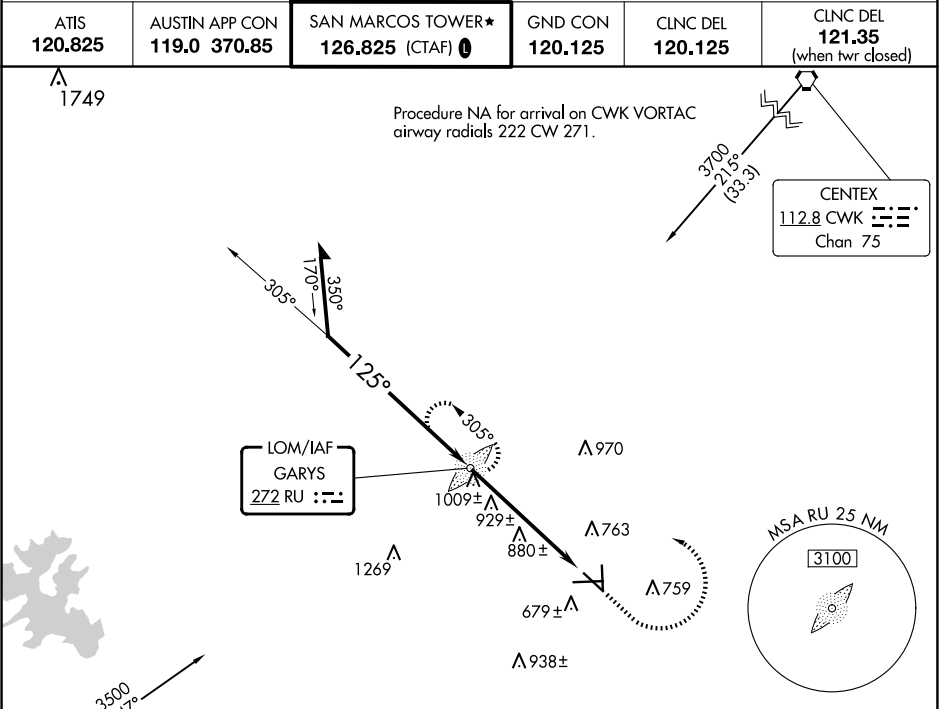 ATIS
120.825
AUSTIN APP CON
119.0 370.85
SAN MARCOS TOWER★
126.825 (CTAF) L
GND CON
120.125
CLNC DEL
120.125
CLNC DEL
121.35
(when twr closed)
1749
Procedure NA for arrival on CWK VORTAC
airway radials 222 CW 271.
3700
215°
(33.3)
CENTEX
112.8 CWK
Chan 75
305°
170°
350°
125°
305°
LOM/IAF
GARYS
272 RU
970
1009±
929±
880±
763
1269
759
679±
938±
MSA RU 25 NM
3100
3500